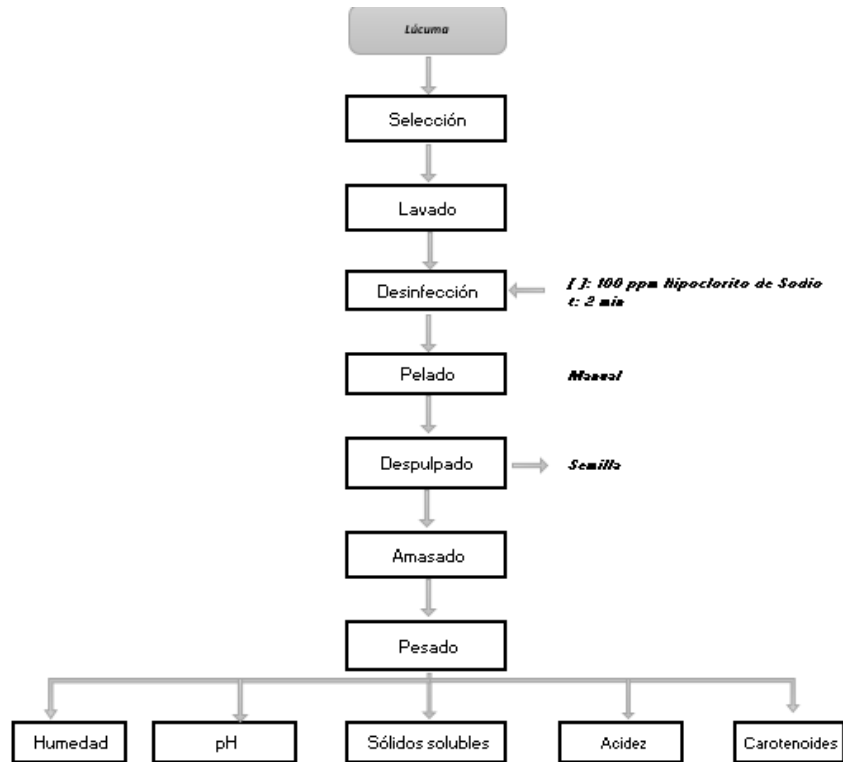 Lúcuma
Selección
Lavado
Desinfección
[ ]: 100 ppm Hipoclorito de Sodio
t: 2 min
Pelado
Manual
Despulpado
Semilla
Amasado
Pesado
Humedad
pH
Sólidos solubles
Acidez
Carotenoides